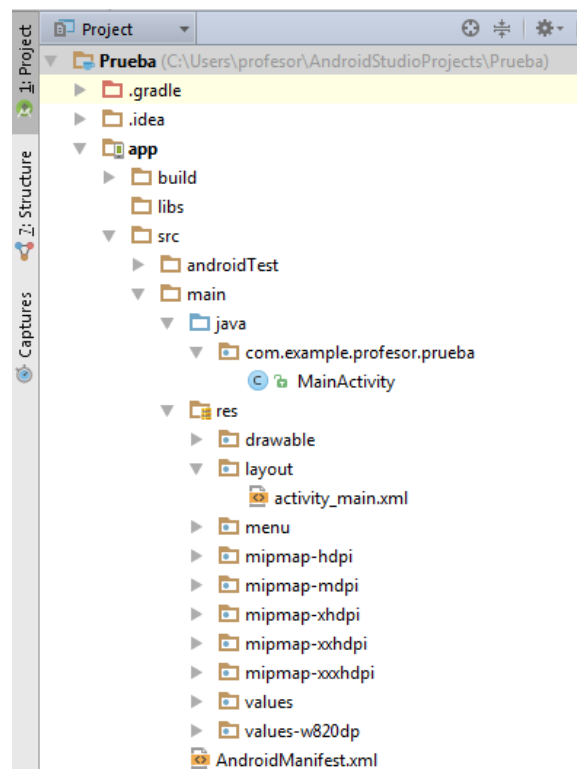 Project
Prueba (C:\Users\profesor\AndroidStudioProjects\Prueba)
.gradle
.idea
app
build
libs
src
androidTest
main
java
com.example.profesor.prueba
C MainActivity
res
drawable
layout
activity_main.xml
menu
mipmap-hdpi
mipmap-mdpi
mipmap-xhdpi
mipmap-xxhdpi
mipmap-xxxhdpi
values
values-w820dp
AndroidManifest.xml
1: Project
7: Structure
Captures